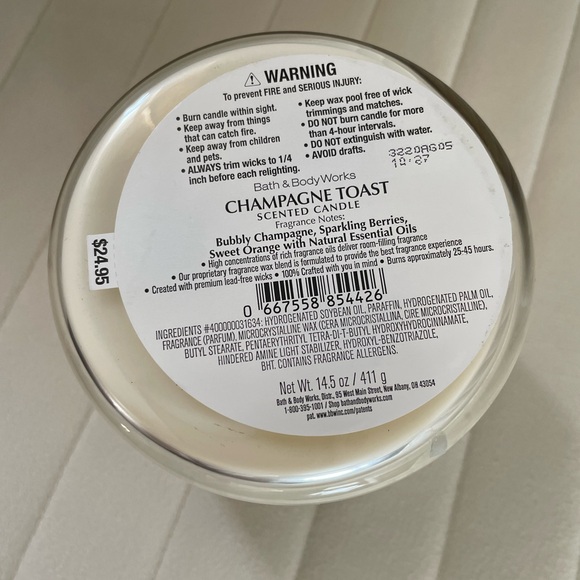 ⚠ WARNING
To prevent FIRE and SERIOUS INJURY:
• Burn candle within sight.
• Keep away from things
that can catch fire.
• Keep away from children
and pets.
• ALWAYS trim wicks to 1/4
inch before each relighting.
• Keep wax pool free of wick
trimmings and matches.
• DO NOT burn candle for more
than 4-hour intervals.
• DO NOT extinguish with water.
• AVOID drafts.
3220AG05
10:27
Bath & Body Works
CHAMPAGNE TOAST
SCENTED CANDLE
Fragrance Notes:
Bubbly Champagne, Sparkling Berries,
Sweet Orange with Natural Essential Oils
• High concentrations of rich fragrance oils deliver room-filling fragrance
• Our proprietary fragrance wax blend is formulated to provide the best fragrance experience
• Created with premium lead-free wicks • 100% Crafted with you in mind • Burns approximately 25-45 hours.
$24.95
0 667558 854426
INGREDIENTS #400000031634: HYDROGENATED SOYBEAN OIL, PARAFFIN, HYDROGENATED PALM OIL,
FRAGRANCE (PARFUM), MICROCRYSTALLINE WAX (CERA MICROCRISTALLINA, CIRE MICROCRISTALLINE),
BUTYL STEARATE, PENTAERYTHRITYL TETRA-DI-T-BUTYL HYDROXYHYDROCINNAMATE,
HINDERED AMINE LIGHT STABILIZER, HYDROXYL-BENZOTRIAZOLE,
BHT. CONTAINS FRAGRANCE ALLERGENS.
Net Wt. 14.5 oz / 411 g
Bath & Body Works, Distr., 95 West Main Street, New Albany, OH 43054
1-800-395-1001 / Shop bathandbodyworks.com
pat. www.bbwinc.com/patents